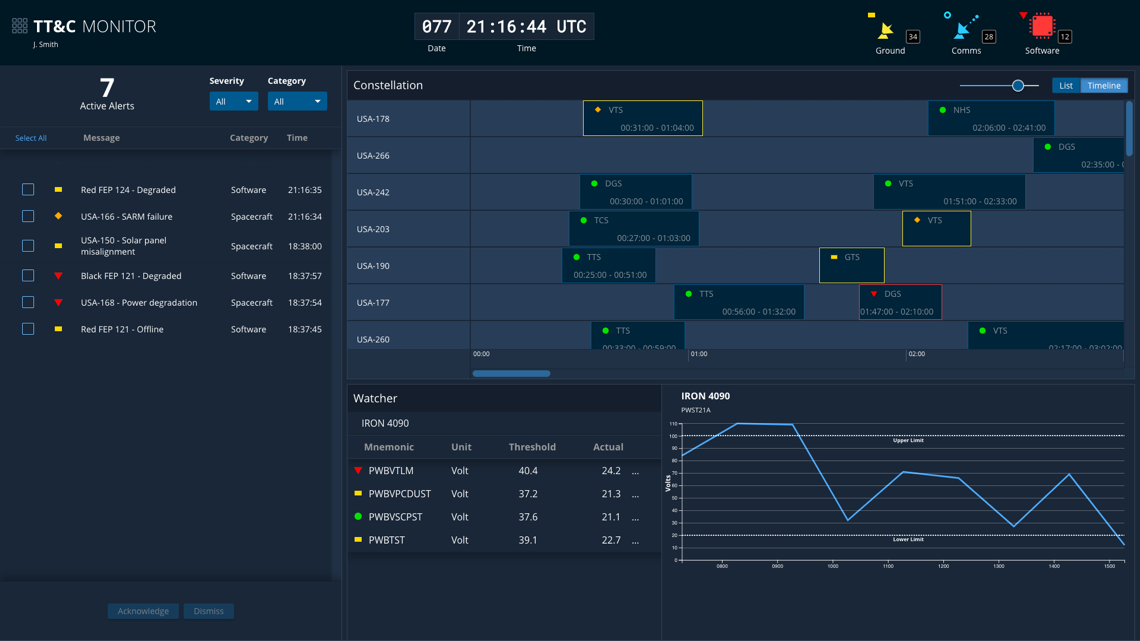 TT&C MONITOR
J. Smith
077 21:16:44 UTC
Date Time
34 28 12
Ground Comms Software
7
Active Alerts
Severity Category
All All
Select All Message Category Time
Red FEP 124 - Degraded Software 21:16:35
USA-166 - SARM failure Spacecraft 21:16:34
USA-150 - Solar panel
misalignment Spacecraft 18:38:00
Black FEP 121 - Degraded Software 18:37:57
USA-168 - Power degradation Spacecraft 18:37:54
Red FEP 121 - Offline Software 18:37:45
Acknowledge Dismiss
Constellation List Timeline
USA-178 VTS NHS
00:31:00 - 01:04:00 02:06:00 - 02:41:00
USA-266 DGS
02:35:00 - 0
USA-242 DGS VTS
00:30:00 - 01:01:00 01:51:00 - 02:33:00
USA-203 TCS VTS
00:27:00 - 01:03:00
USA-190 TTS GTS
00:25:00 - 00:51:00
USA-177 TTS DGS
00:56:00 - 01:32:00 01:47:00 - 02:10:00
USA-260 TTS VTS
00:33:00 - 00:59:00 02:17:00 - 03:02:00
00:00 01:00 02:00
Watcher
IRON 4090
Mnemonic Unit Threshold Actual
PWBVTLM Volt 40.4 24.2 ...
PWBVPCDUST Volt 37.2 21.3 ...
PWBVSCPST Volt 37.6 21.1 ...
PWBTST Volt 39.1 22.7 ...
IRON 4090
PWST21A
110
100
Upper Limit
90
80
70
60
Volts
50
40
30
20
Lower Limit
10
0
0800 0900 1000 1100 1200 1300 1400 1500